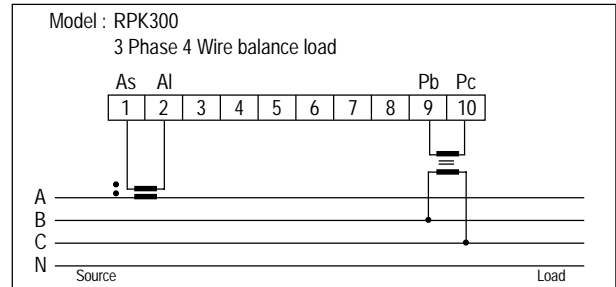 Model : RPK300
3 Phase 4 Wire balance load
As Al Pb Pc
1 2 3 4 5 6 7 8 9 10
A
B
C
N
Source Load